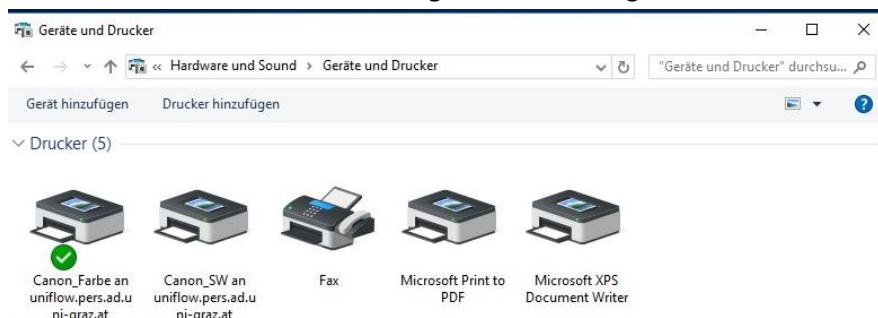 Geräte und Drucker
« Hardware und Sound › Geräte und Drucker
"Geräte und Drucker" durchsu...
Gerät hinzufügen
Drucker hinzufügen
?
Drucker (5)
Canon_Farbe an
uniflow.pers.ad.u
ni-graz.at
Canon_SW an
uniflow.pers.ad.u
ni-graz.at
Fax
Microsoft Print to
PDF
Microsoft XPS
Document Writer